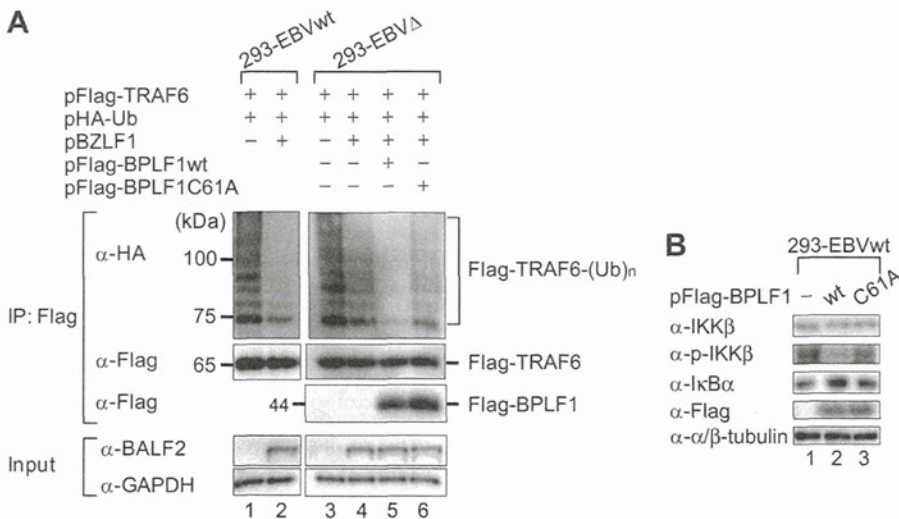 A
293-EBVwt
293-EBVΔ
pFlag-TRAF6 + + + + + +
pHA-Ub + + + + + +
pBZLF1 − + − + + +
pFlag-BPLF1wt − − + −
pFlag-BPLF1C61A − − − +
(kDa)
IP: Flag
α-HA
100
75
Flag-TRAF6-(Ub)n
α-Flag 65 Flag-TRAF6
α-Flag 44 Flag-BPLF1
Input
α-BALF2
α-GAPDH
1 2 3 4 5 6
B
293-EBVwt
pFlag-BPLF1 − wt C61A
α-IKKβ
α-p-IKKβ
α-IκBα
α-Flag
α-α/β-tubulin
1 2 3